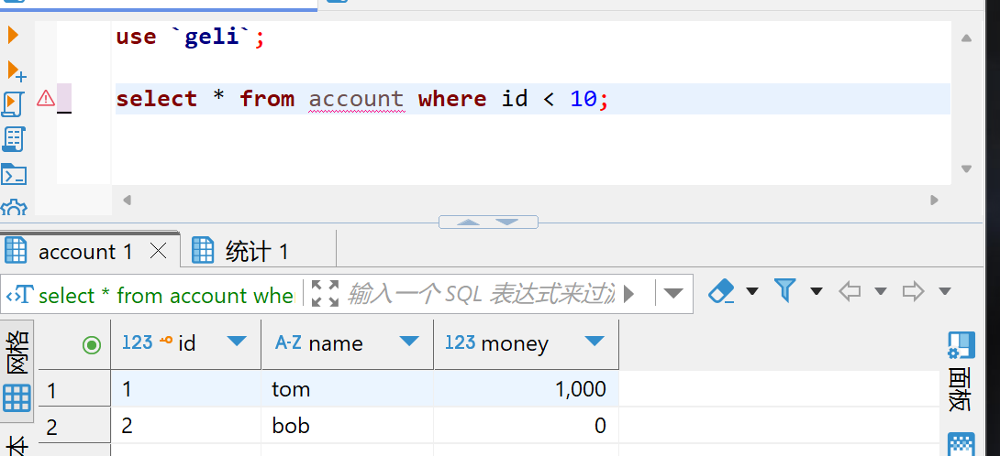 use `geli`;
select * from account where id < 10;
account 1
统计 1
select * from account whe
输入一个 SQL 表达式来过滤
网格
123 id
A-Z name
123 money
1 1 tom 1,000
2 2 bob 0
面板
本